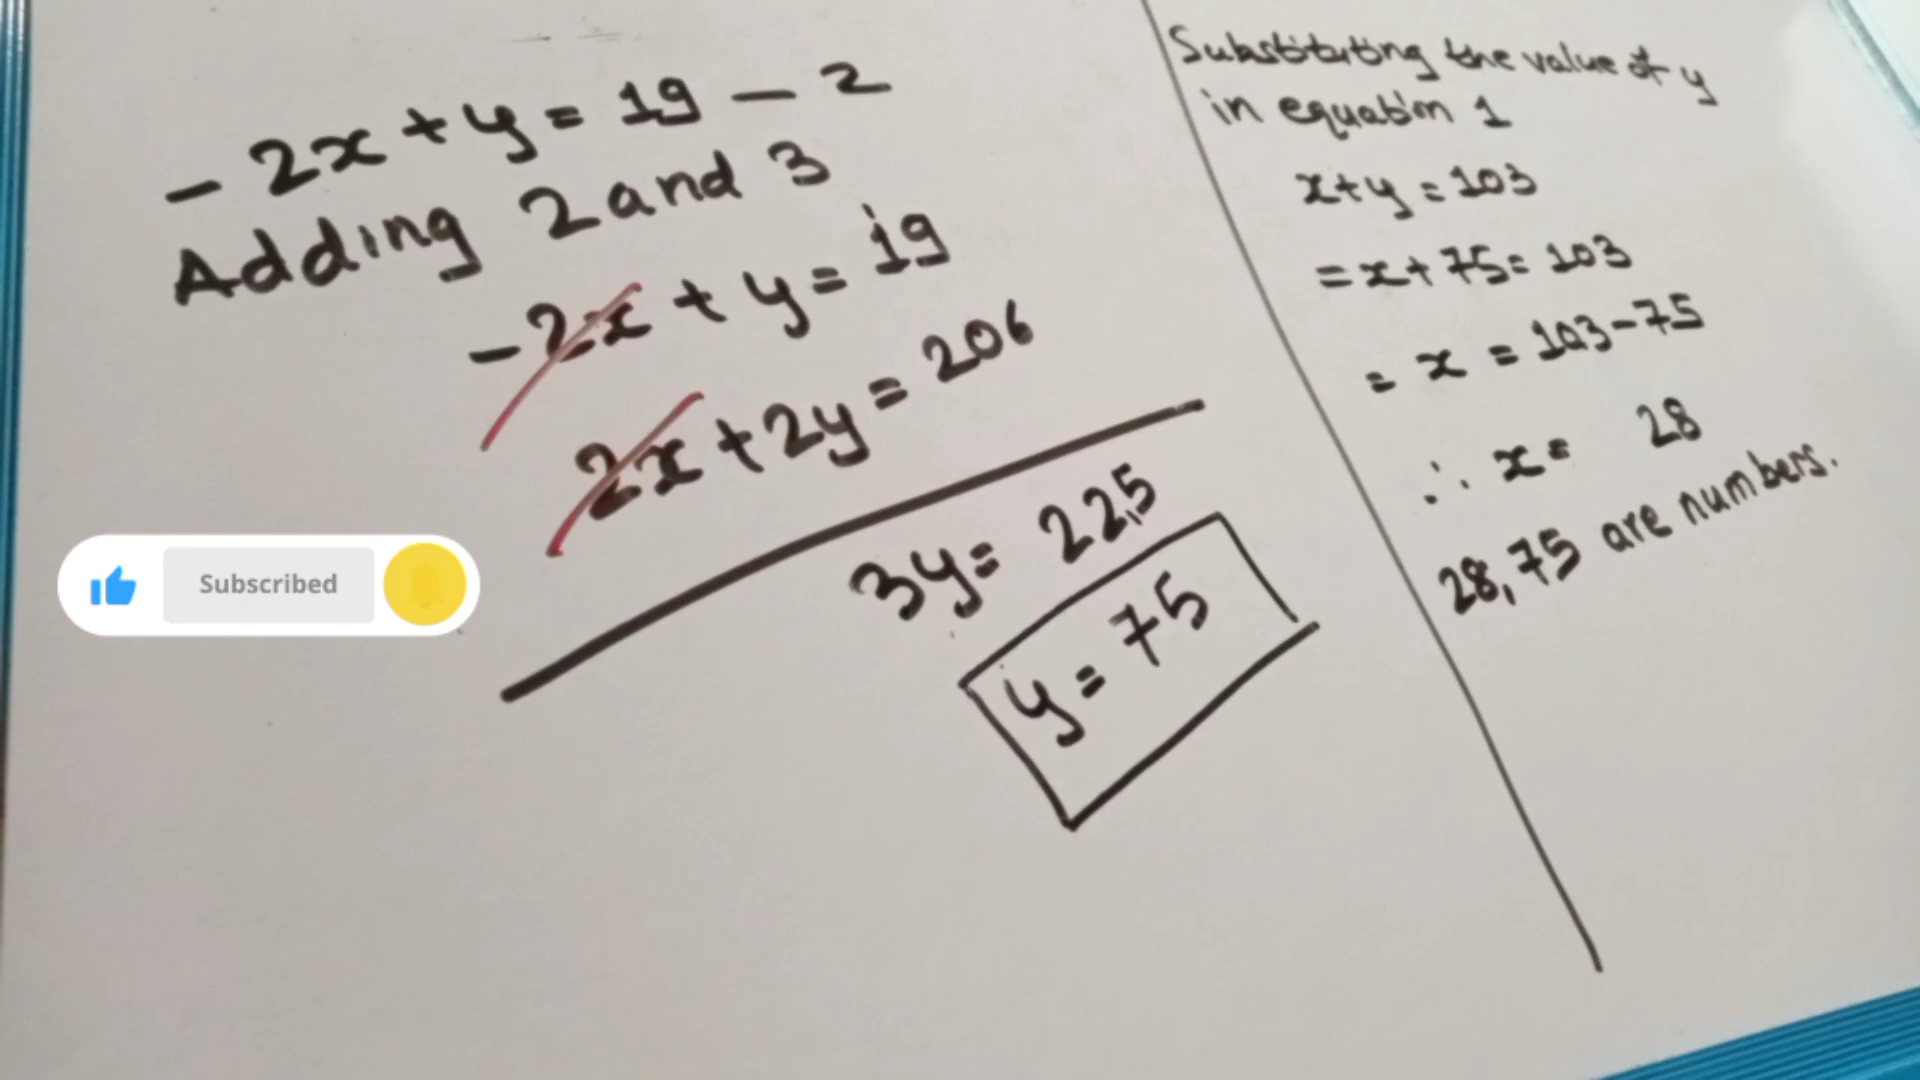 - 2x + y = 19 - 2
Adding 2 and 3
- 2x + y = 19
2x + 2y = 206
3y = 225
y = 75
Subscribed
Substituting the value of y
in equation 1
x + y = 103
= x + 75 = 103
= x = 103 - 75
∴ x = 28
28, 75 are numbers.